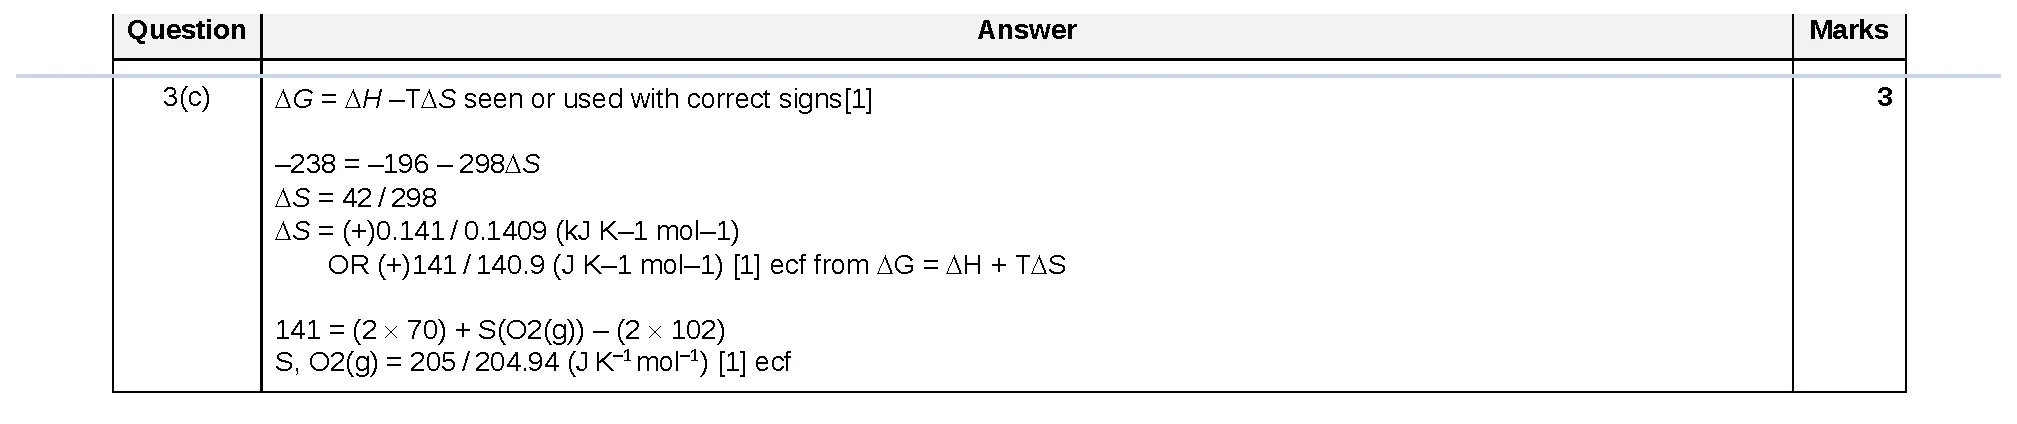 Question Answer Marks
3(c) ΔG = ΔH –TΔS seen or used with correct signs[1] 3
–238 = –196 – 298ΔS
ΔS = 42 / 298
ΔS = (+)0.141 / 0.1409 (kJ K–1 mol–1)
OR (+)141 / 140.9 (J K–1 mol–1) [1] ecf from ΔG = ΔH + TΔS
141 = (2 × 70) + S(O2(g)) – (2 × 102)
S, O2(g) = 205 / 204.94 (J K⁻¹ mol⁻¹) [1] ecf